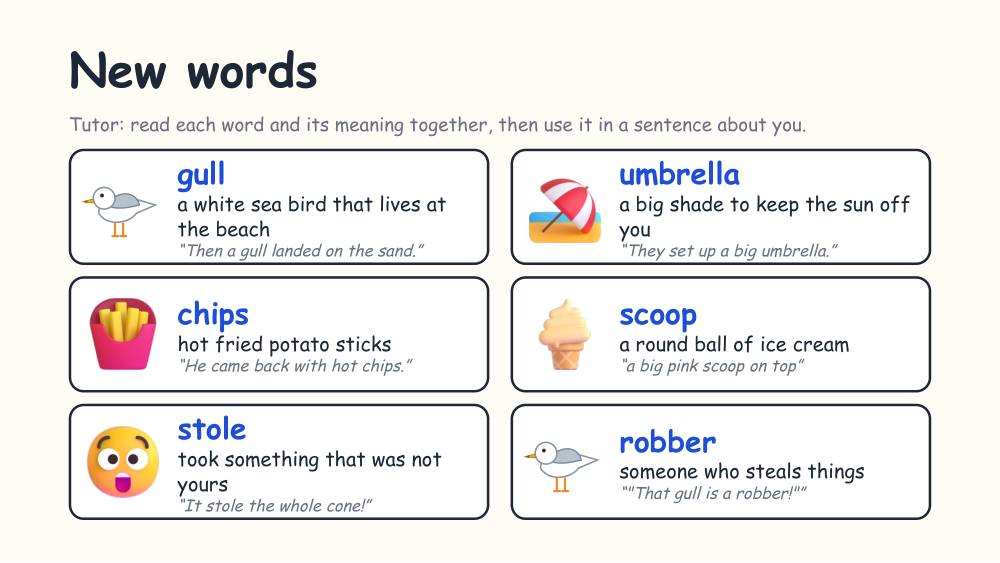 New words
Tutor: read each word and its meaning together, then use it in a sentence about you.
gull
a white sea bird that lives at
the beach
“Then a gull landed on the sand.”
umbrella
a big shade to keep the sun off
you
“They set up a big umbrella.”
chips
hot fried potato sticks
“He came back with hot chips.”
scoop
a round ball of ice cream
“a big pink scoop on top”
stole
took something that was not
yours
“It stole the whole cone!”
robber
someone who steals things
“"That gull is a robber!"”